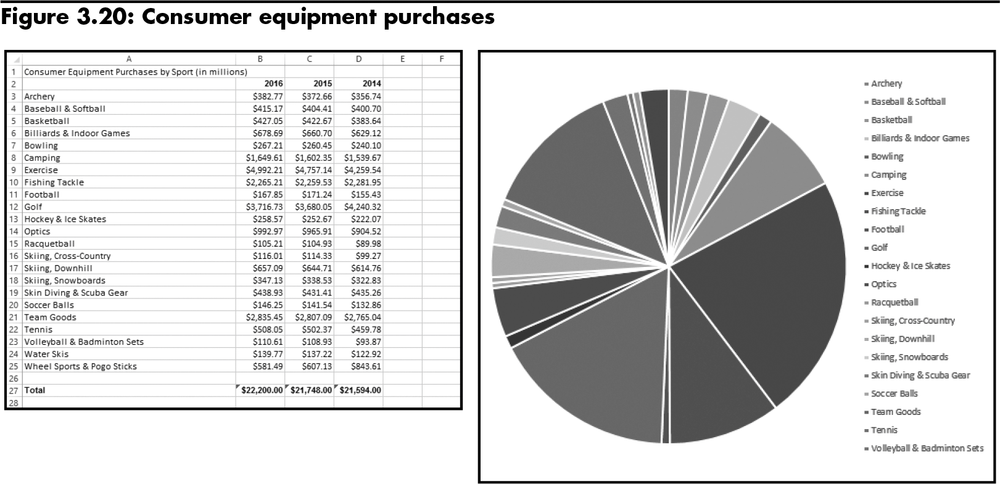 Figure 3.20: Consumer equipment purchases
A B C D E F
1 Consumer Equipment Purchases by Sport (in millions)
2 2016 2015 2014
3 Archery $382.77 $372.66 $356.74
4 Baseball & Softball $415.17 $404.41 $400.70
5 Basketball $427.05 $422.67 $383.64
6 Billiards & Indoor Games $678.69 $660.70 $629.12
7 Bowling $267.21 $260.45 $240.10
8 Camping $1,649.61 $1,602.35 $1,539.67
9 Exercise $4,992.21 $4,757.14 $4,259.54
10 Fishing Tackle $2,265.21 $2,259.53 $2,281.95
11 Football $167.85 $171.24 $155.43
12 Golf $3,716.73 $3,680.05 $4,240.32
13 Hockey & Ice Skates $258.57 $252.67 $222.07
14 Optics $992.97 $965.91 $904.52
15 Racquetball $105.21 $104.93 $89.98
16 Skiing, Cross-Country $116.01 $114.33 $99.27
17 Skiing, Downhill $657.09 $644.71 $614.76
18 Skiing, Snowboards $347.13 $338.53 $322.83
19 Skin Diving & Scuba Gear $438.93 $431.41 $435.26
20 Soccer Balls $146.25 $141.54 $132.86
21 Team Goods $2,835.45 $2,807.09 $2,765.04
22 Tennis $508.05 $502.37 $459.78
23 Volleyball & Badminton Sets $110.61 $108.93 $93.87
24 Water Skis $139.77 $137.22 $122.92
25 Wheel Sports & Pogo Sticks $581.49 $607.13 $843.61
26
27 Total $22,200.00 $21,748.00 $21,594.00
28
Archery
Baseball & Softball
Basketball
Billiards & Indoor Games
Bowling
Camping
Exercise
Fishing Tackle
Football
Golf
Hockey & Ice Skates
Optics
Racquetball
Skiing, Cross-Country
Skiing, Downhill
Skiing, Snowboards
Skin Diving & Scuba Gear
Soccer Balls
Team Goods
Tennis
Volleyball & Badminton Sets